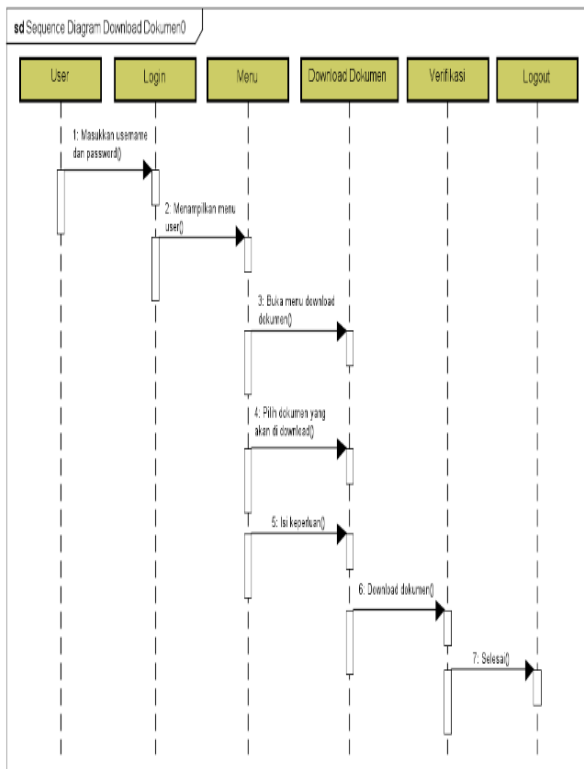 sd Sequence Diagram Download Dokumen0
User
Login
Menu
Download Dokumen
Verifikasi
Logout
1: Masukkan username
dan password()
2: Menampilkan menu
user()
3: Buka menu download
dokumen()
4: Pilih dokumen yang
akan di download()
5: Isi keperluan()
6: Download dokumen()
7: Selesai()